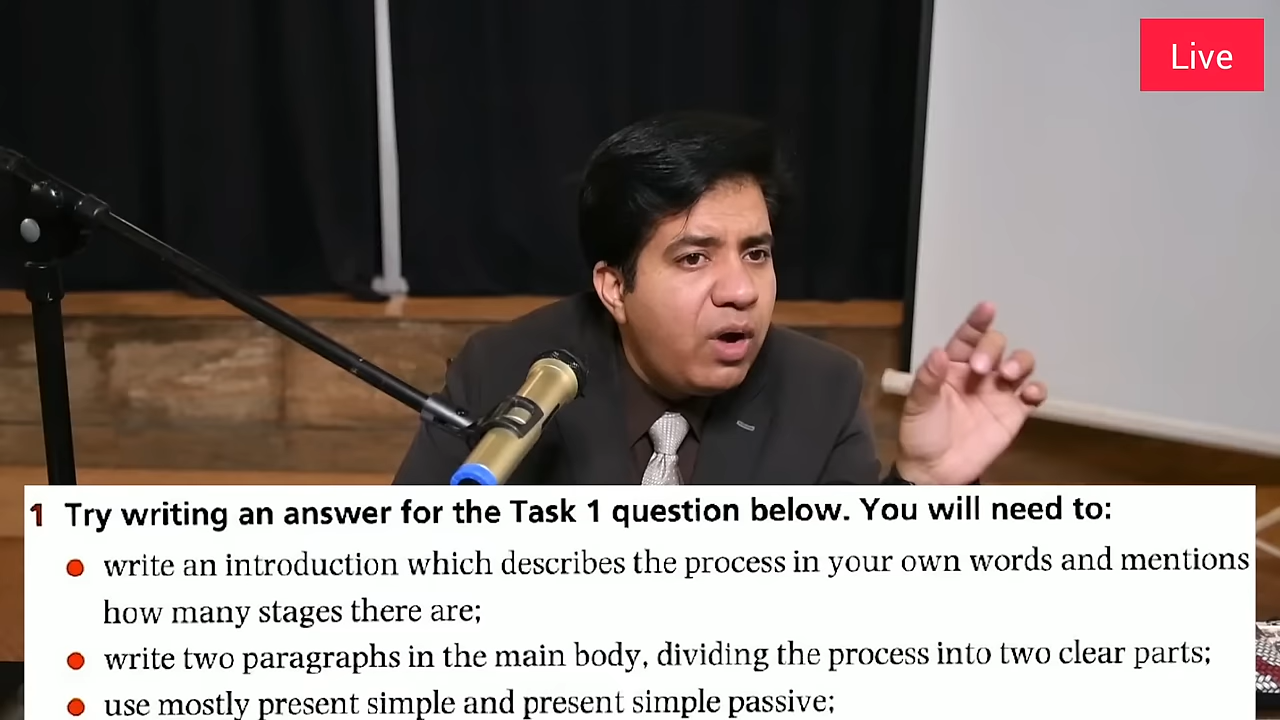 Live
1 Try writing an answer for the Task 1 question below. You will need to:
● write an introduction which describes the process in your own words and mentions
how many stages there are;
● write two paragraphs in the main body, dividing the process into two clear parts;
● use mostly present simple and present simple passive;